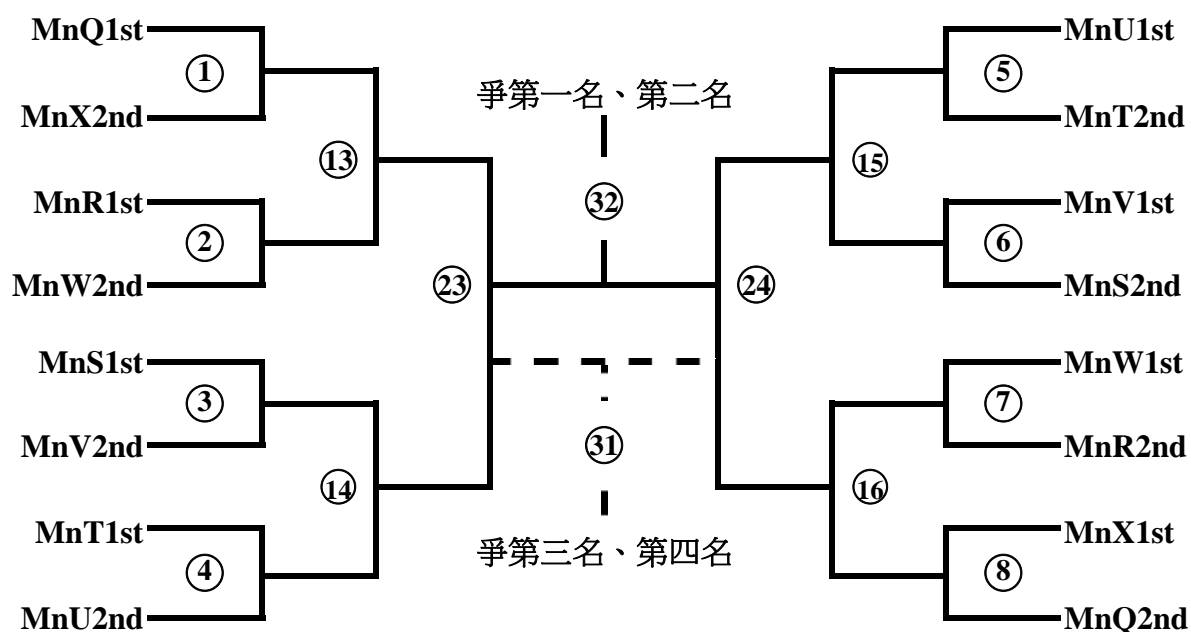 MnQ1st
①
MnX2nd
⑬
MnR1st
②
MnW2nd
㉓
MnS1st
③
MnV2nd
⑭
MnT1st
④
MnU2nd
爭第一名、第二名
㉜
㉛
爭第三名、第四名
MnU1st
⑤
MnT2nd
⑮
MnV1st
⑥
MnS2nd
㉔
MnW1st
⑦
MnR2nd
⑯
MnX1st
⑧
MnQ2nd